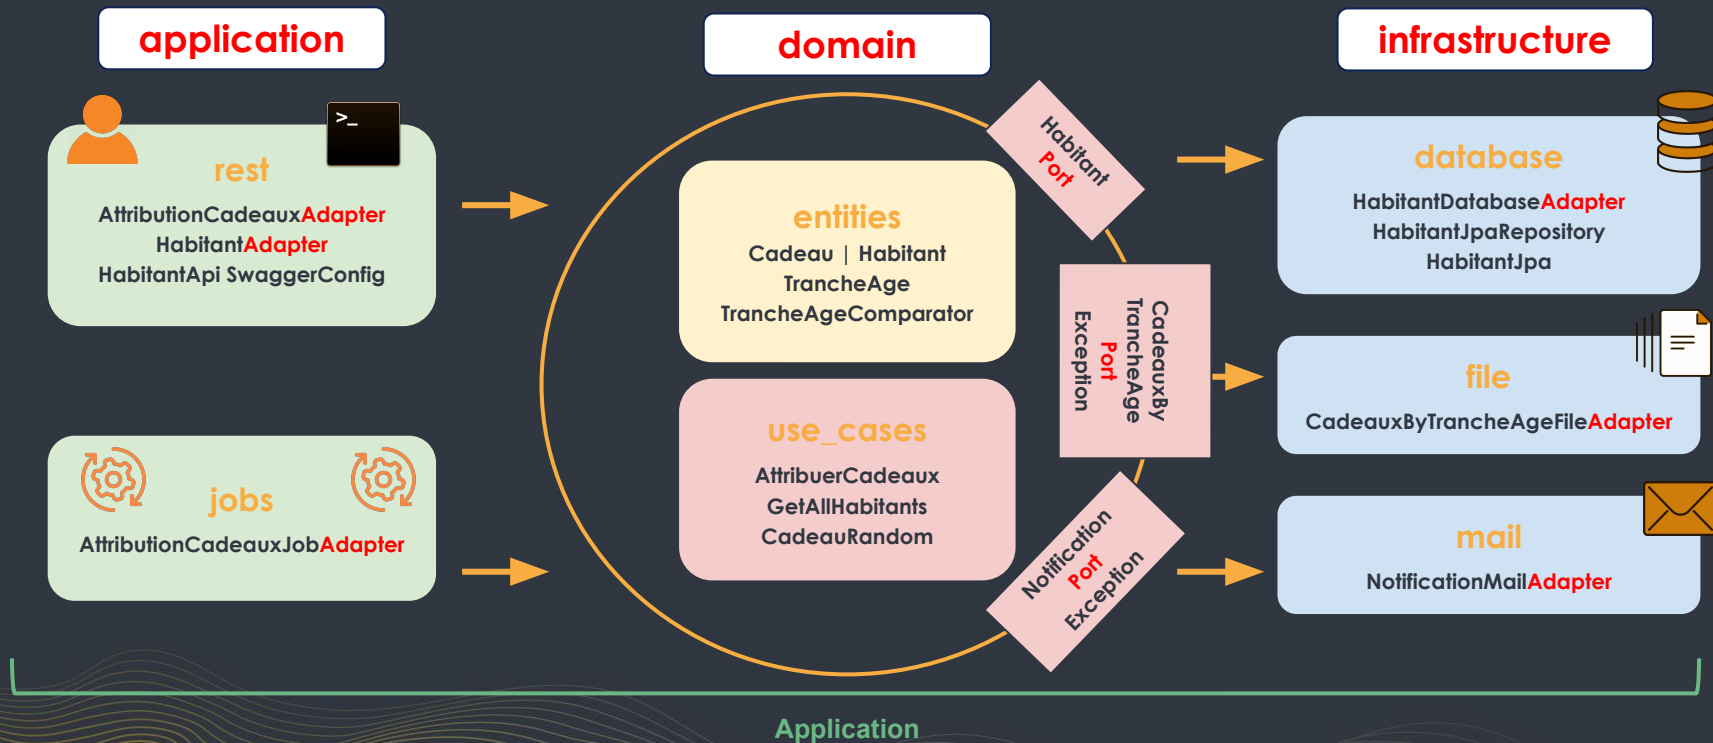 application
domain
infrastructure
>_
rest
AttributionCadeauxAdapter
HabitantAdapter
HabitantApi SwaggerConfig
jobs
AttributionCadeauxJobAdapter
entities
Cadeau | Habitant
TrancheAge
TrancheAgeComparator
use_cases
AttribuerCadeaux
GetAllHabitants
CadeauRandom
Habitant
Port
CadeauxBy
TrancheAge
Port
Exception
Notification
Port
Exception
database
HabitantDatabaseAdapter
HabitantJpaRepository
HabitantJpa
file
CadeauxByTrancheAgeFileAdapter
mail
NotificationMailAdapter
Application